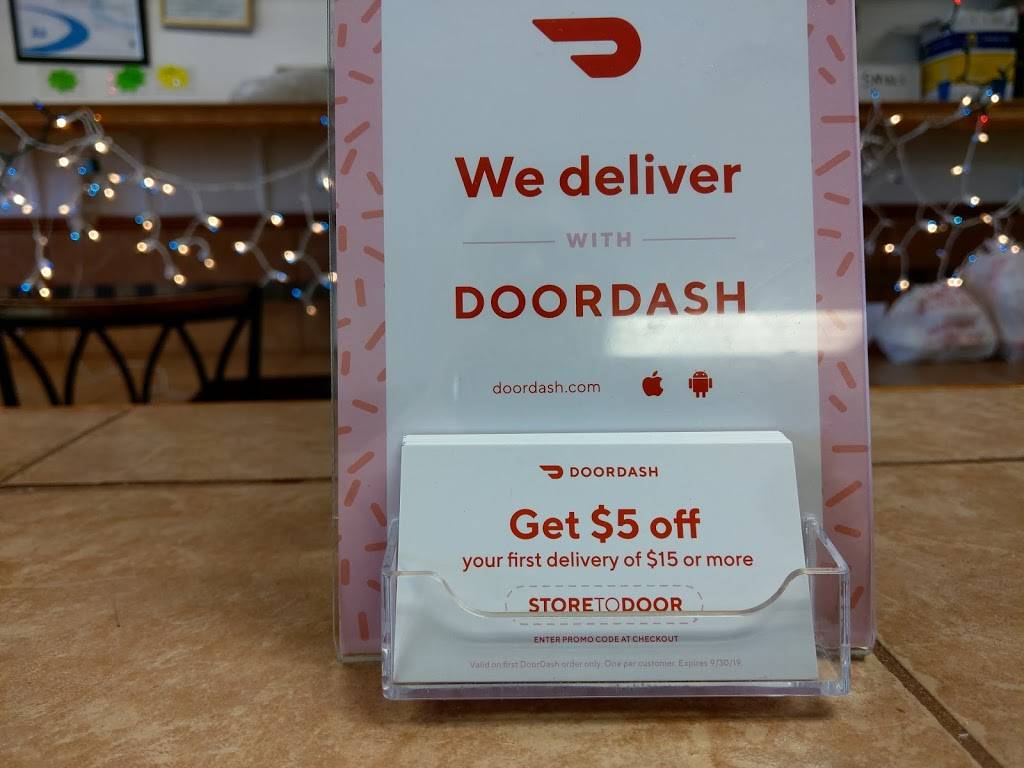 We deliver
WITH
DOORDASH
doordash.com
DOORDASH
Get $5 off
your first delivery of $15 or more
STORETODOOR
ENTER PROMO CODE AT CHECKOUT
Valid on first DoorDash order only. One per customer. Expires 9/30/19